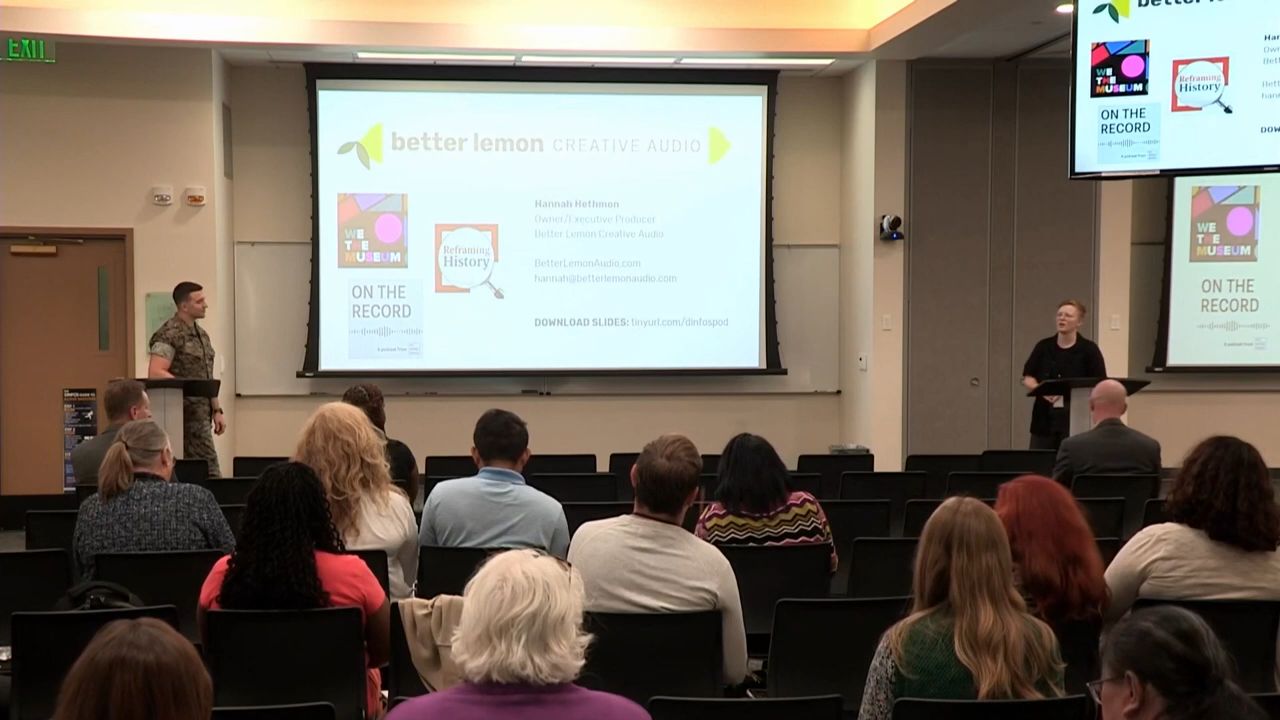 EXIT
better lemon CREATIVE AUDIO
WE
THE
MUSEUM
Reframing
History
ON THE
RECORD
Hannah Hethmon
Owner/Executive Producer
Better Lemon Creative Audio
BetterLemonAudio.com
hannah@betterlemonaudio.com
DOWNLOAD SLIDES: tinyurl.com/dinfospod
WE
THE
MUSEUM
Reframing
History
ON THE
RECORD
WE
THE
MUSEUM
ON THE
RECORD